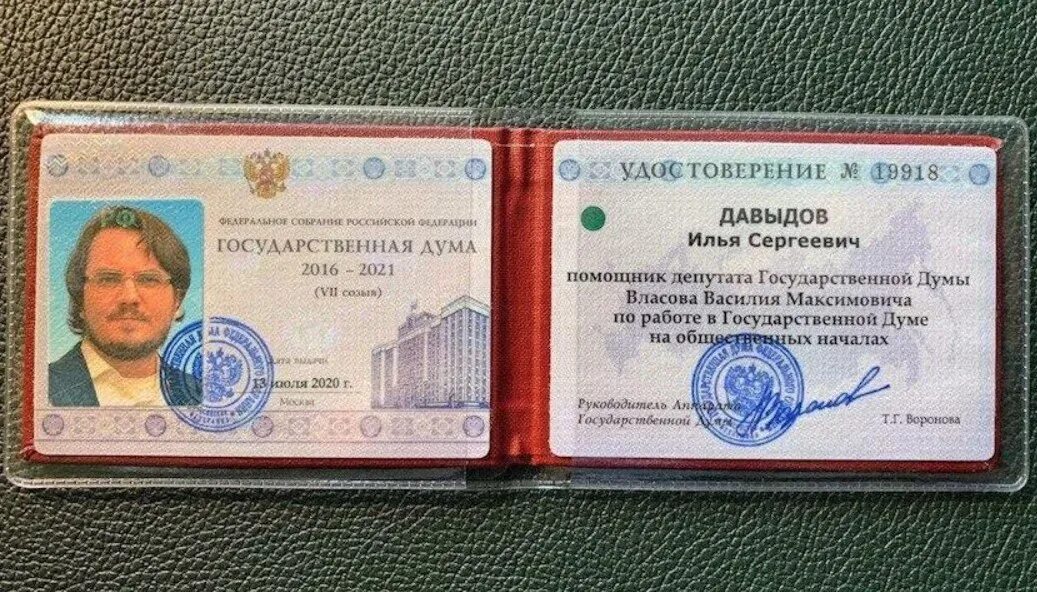 ФЕДЕРАЛЬНОЕ СОБРАНИЕ РОССИЙСКОЙ ФЕДЕРАЦИИ
ГОСУДАРСТВЕННАЯ ДУМА
2016 – 2021
(VII созыв)
дата выдачи
13 июля 2020 г.
Москва
УДОСТОВЕРЕНИЕ № 19918
ДАВЫДОВ
Илья Сергеевич
помощник депутата Государственной Думы
Власова Василия Максимовича
по работе в Государственной Думе
на общественных началах
Руководитель Аппарата
Государственной Думы
Т.Г. Воронова